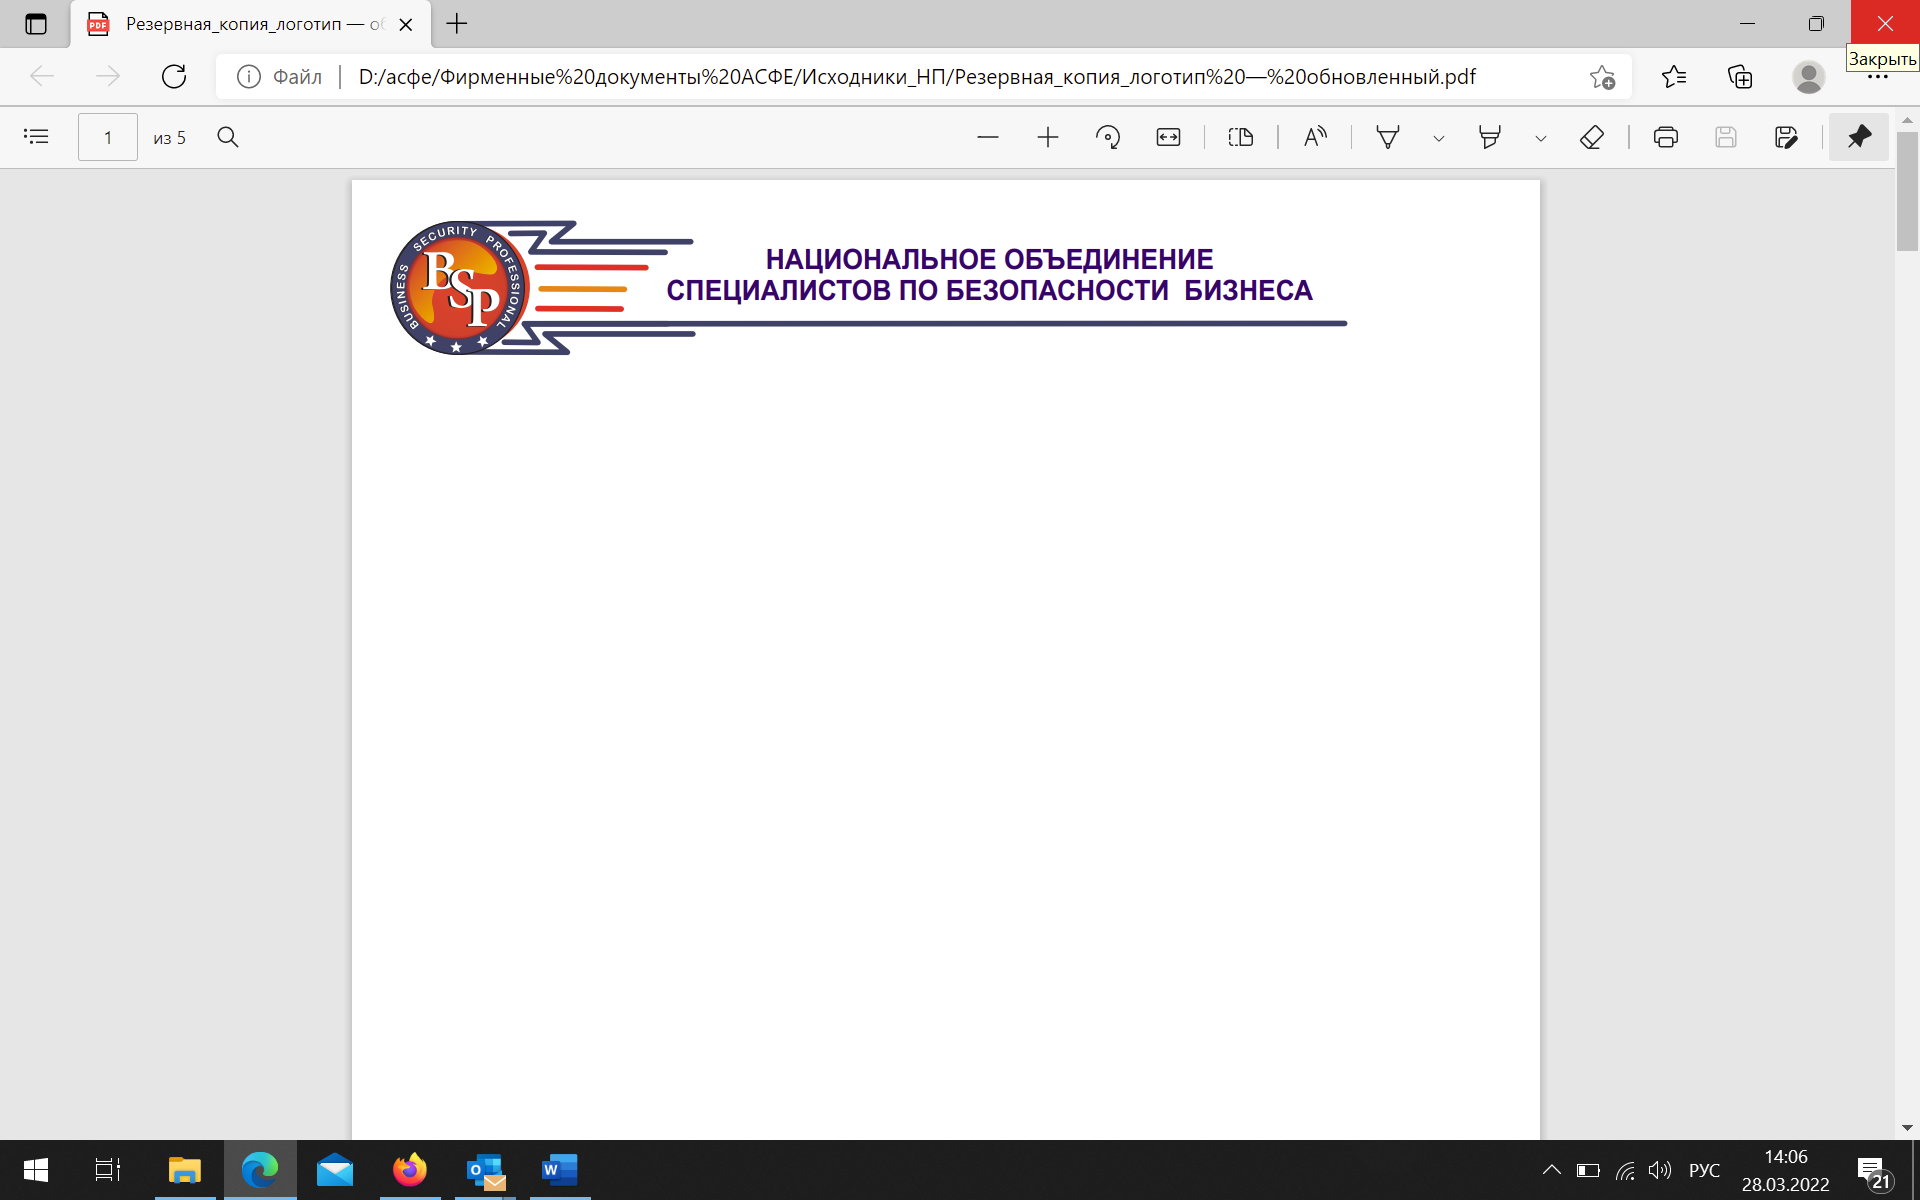 Резервная_копия_логотип — об
Закрыть
Файл
D:/асфе/Фирменные%20документы%20АСФЕ/Исходники_НП/Резервная_копия_логотип%20—%20обновленный.pdf
1 из 5
НАЦИОНАЛЬНОЕ ОБЪЕДИНЕНИЕ
СПЕЦИАЛИСТОВ ПО БЕЗОПАСНОСТИ БИЗНЕСА
BUSINESS SECURITY PROFESSIONAL
BSP
РУС
14:06
28.03.2022
21